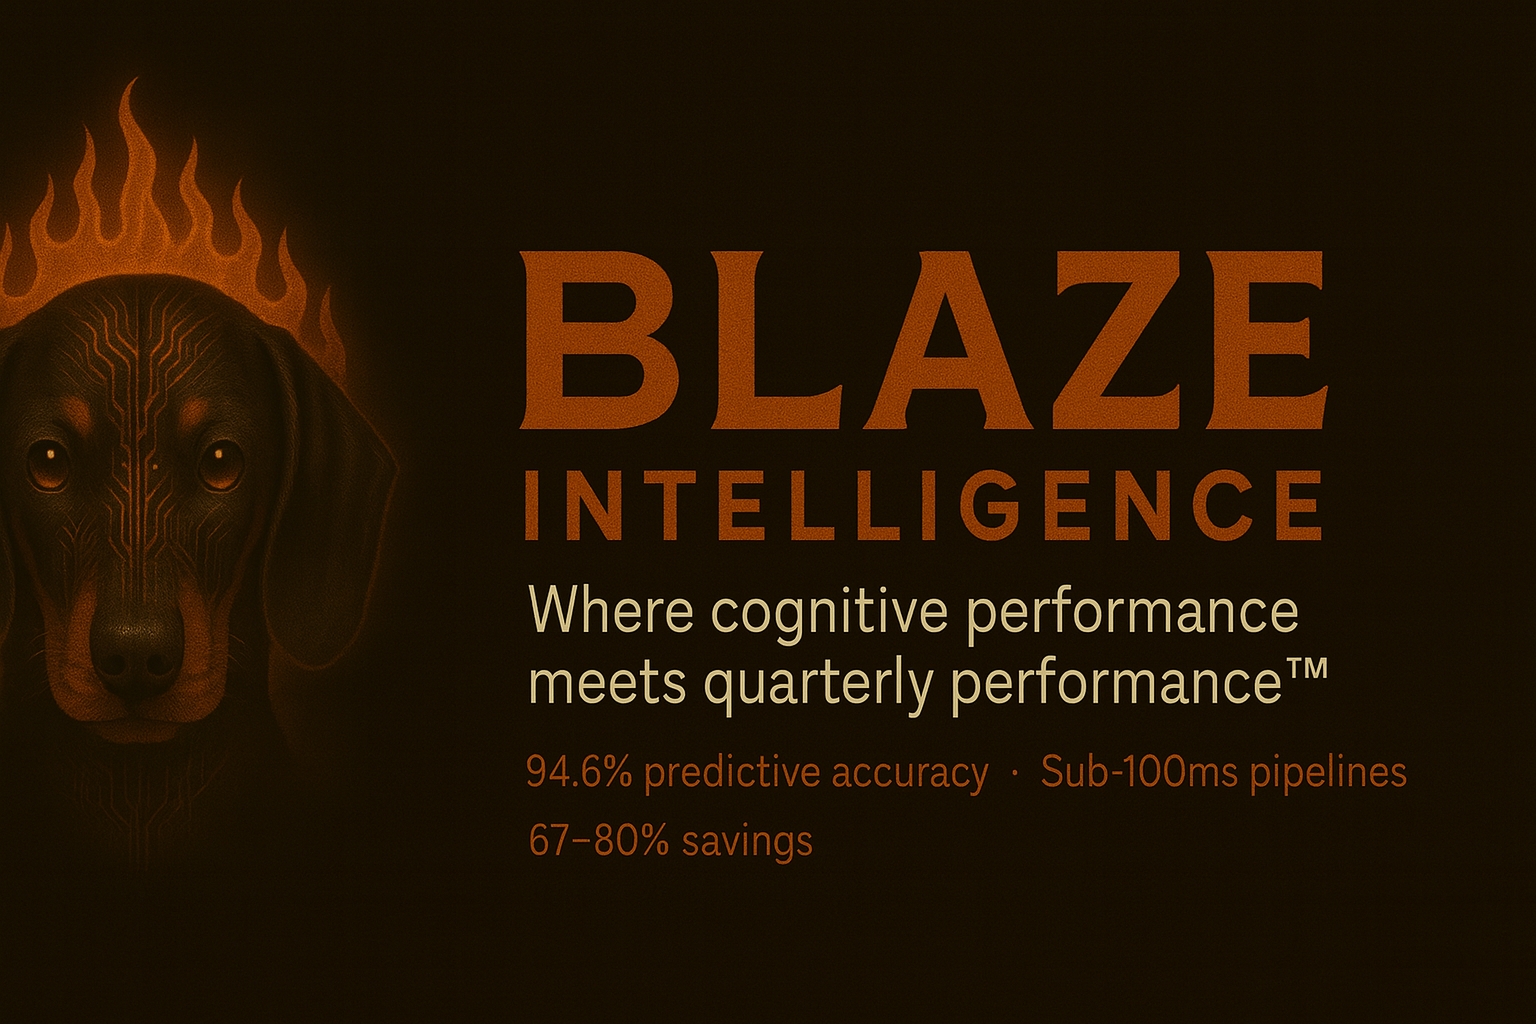 BLAZE
INTELLIGENCE
Where cognitive performance
meets quarterly performance™
94.6% predictive accuracy · Sub-100ms pipelines
67–80% savings